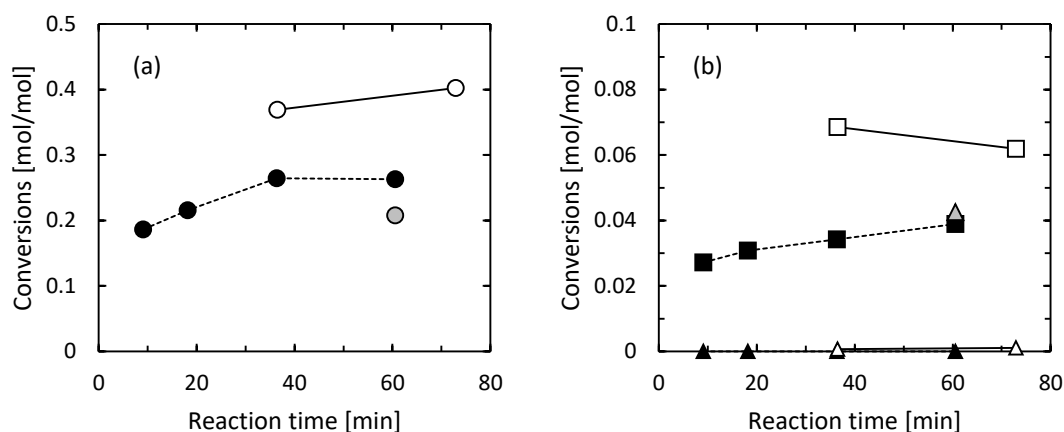 (a)
Conversions [mol/mol]
0.5
0.4
0.3
0.2
0.1
0
0 20 40 60 80
Reaction time [min]
(b)
Conversions [mol/mol]
0.1
0.08
0.06
0.04
0.02
0
0 20 40 60 80
Reaction time [min]